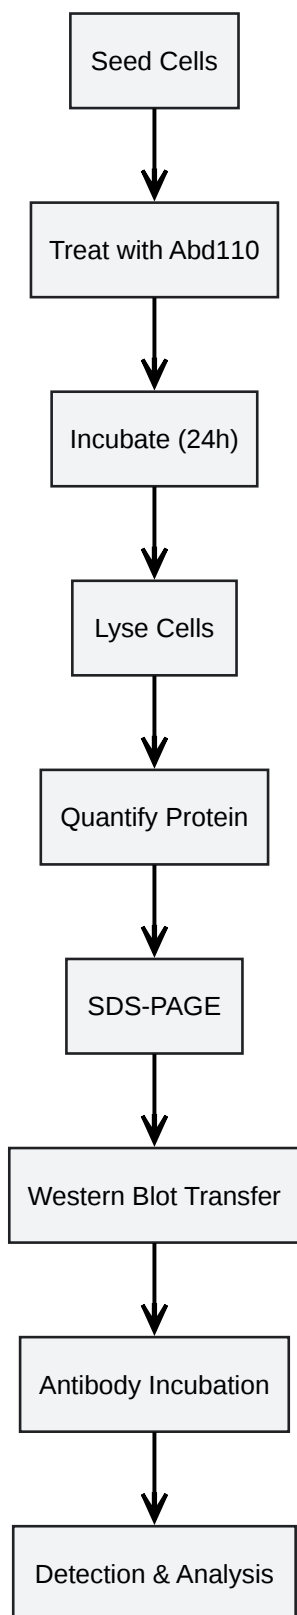 Seed Cells
Treat with Abd110
Incubate (24h)
Lyse Cells
Quantify Protein
SDS-PAGE
Western Blot Transfer
Antibody Incubation
Detection & Analysis